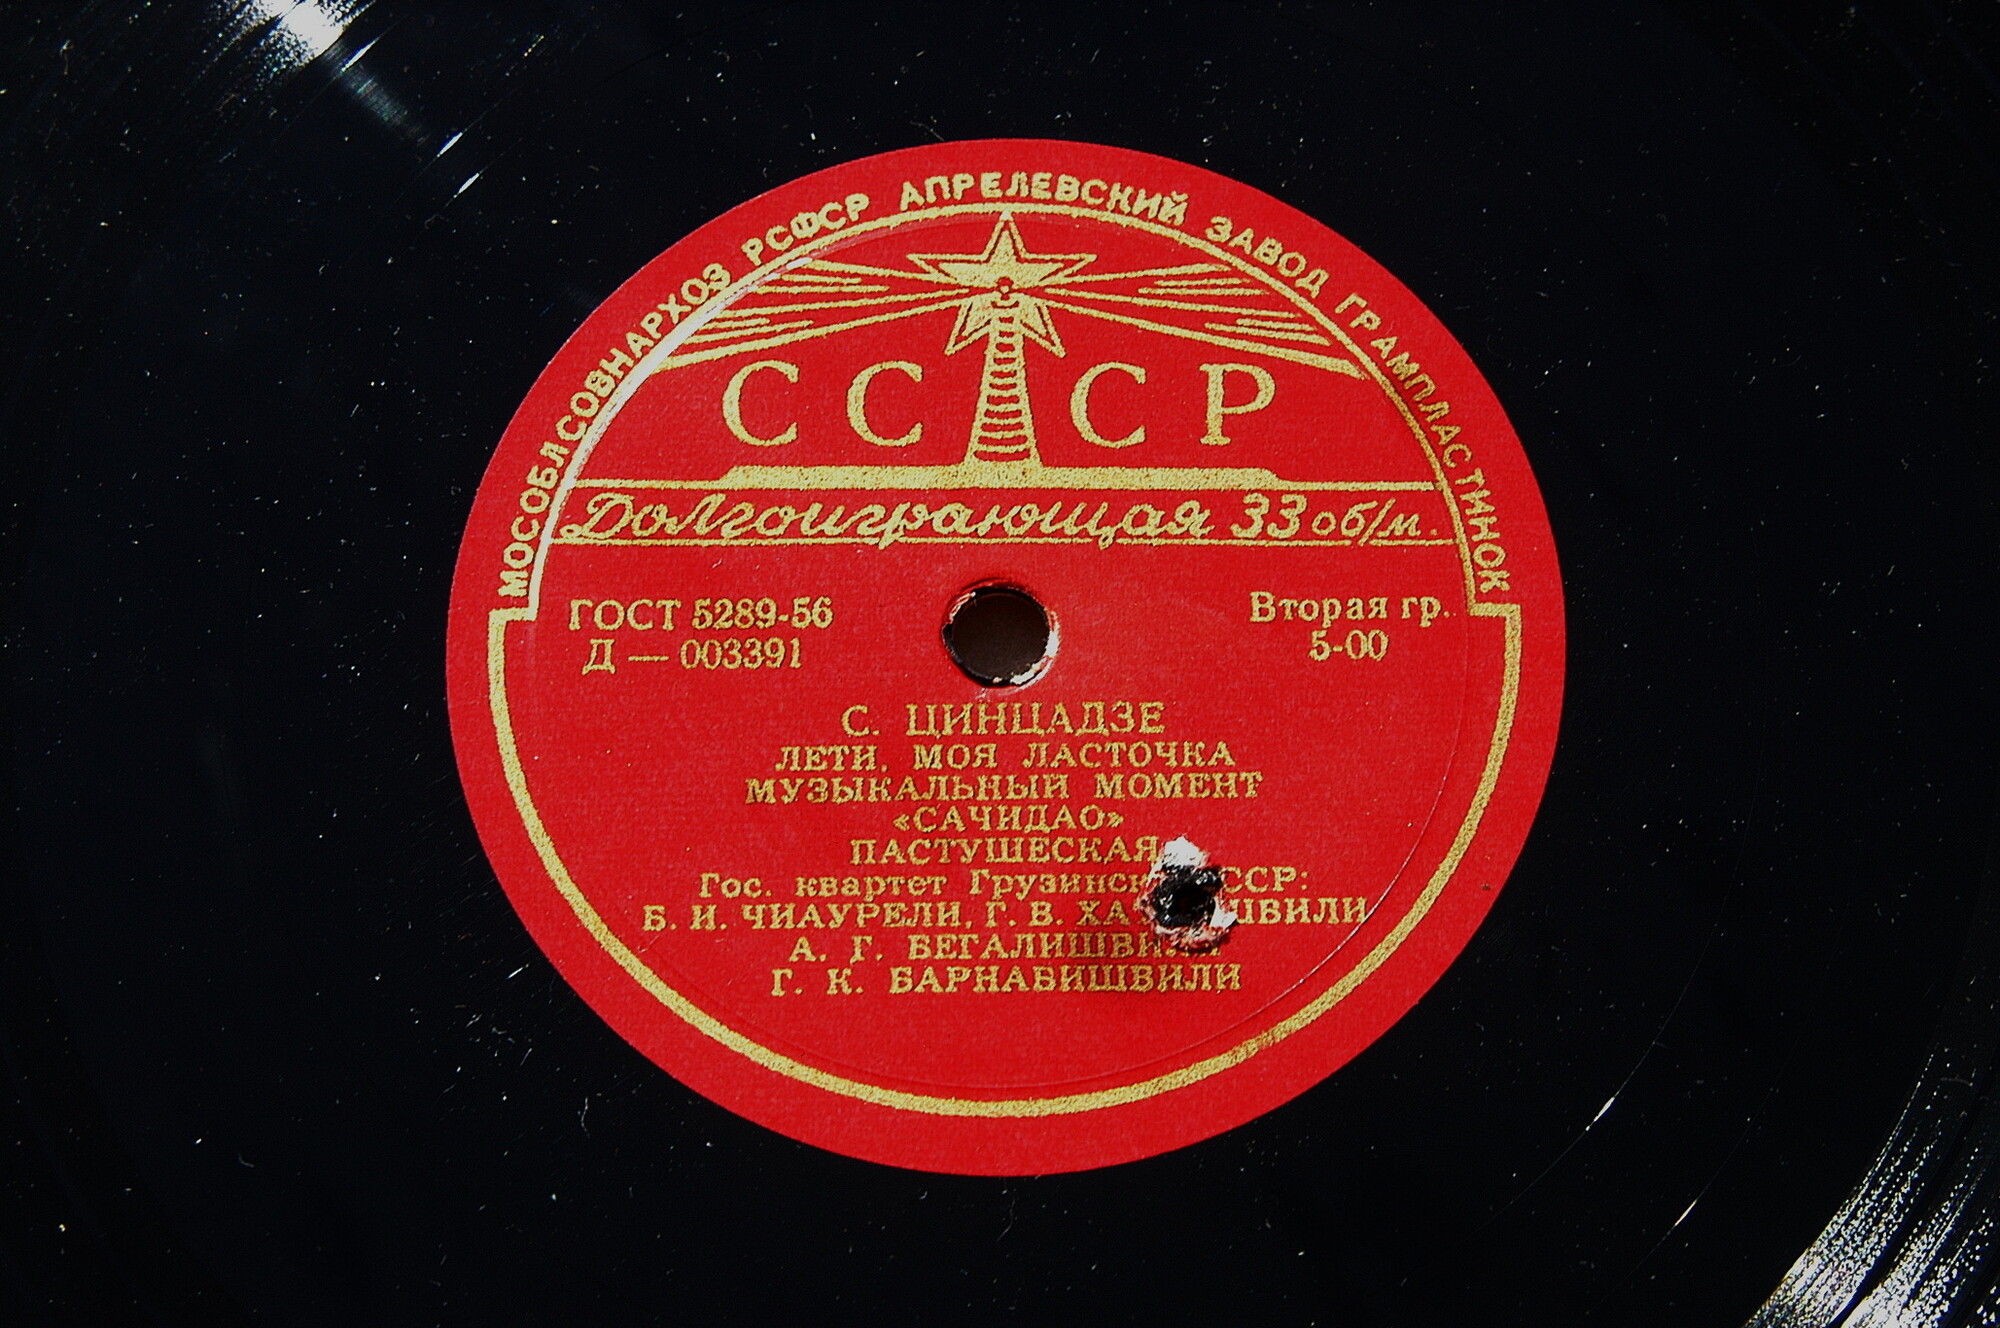 МОСОБЛСОВНАРХОЗ РСФСР АПРЕЛЕВСКИЙ ЗАВОД ГРАМПЛАСТИНОК
СССР
Долгоиграющая 33 об/м.
ГОСТ 5289-56
Д — 003391
Вторая гр.
5-00
С. ЦИНЦАДЗЕ
ЛЕТИ, МОЯ ЛАСТОЧКА
МУЗЫКАЛЬНЫЙ МОМЕНТ
«САЧИДАО»
ПАСТУШЕСКАЯ
Гос. квартет ССР:
Б. И. ЧИАУРЕЛИ, Г. В.
А. Г. БЕГАЛИШВИЛИ
Г. К. БАРНАВИШВИЛИ